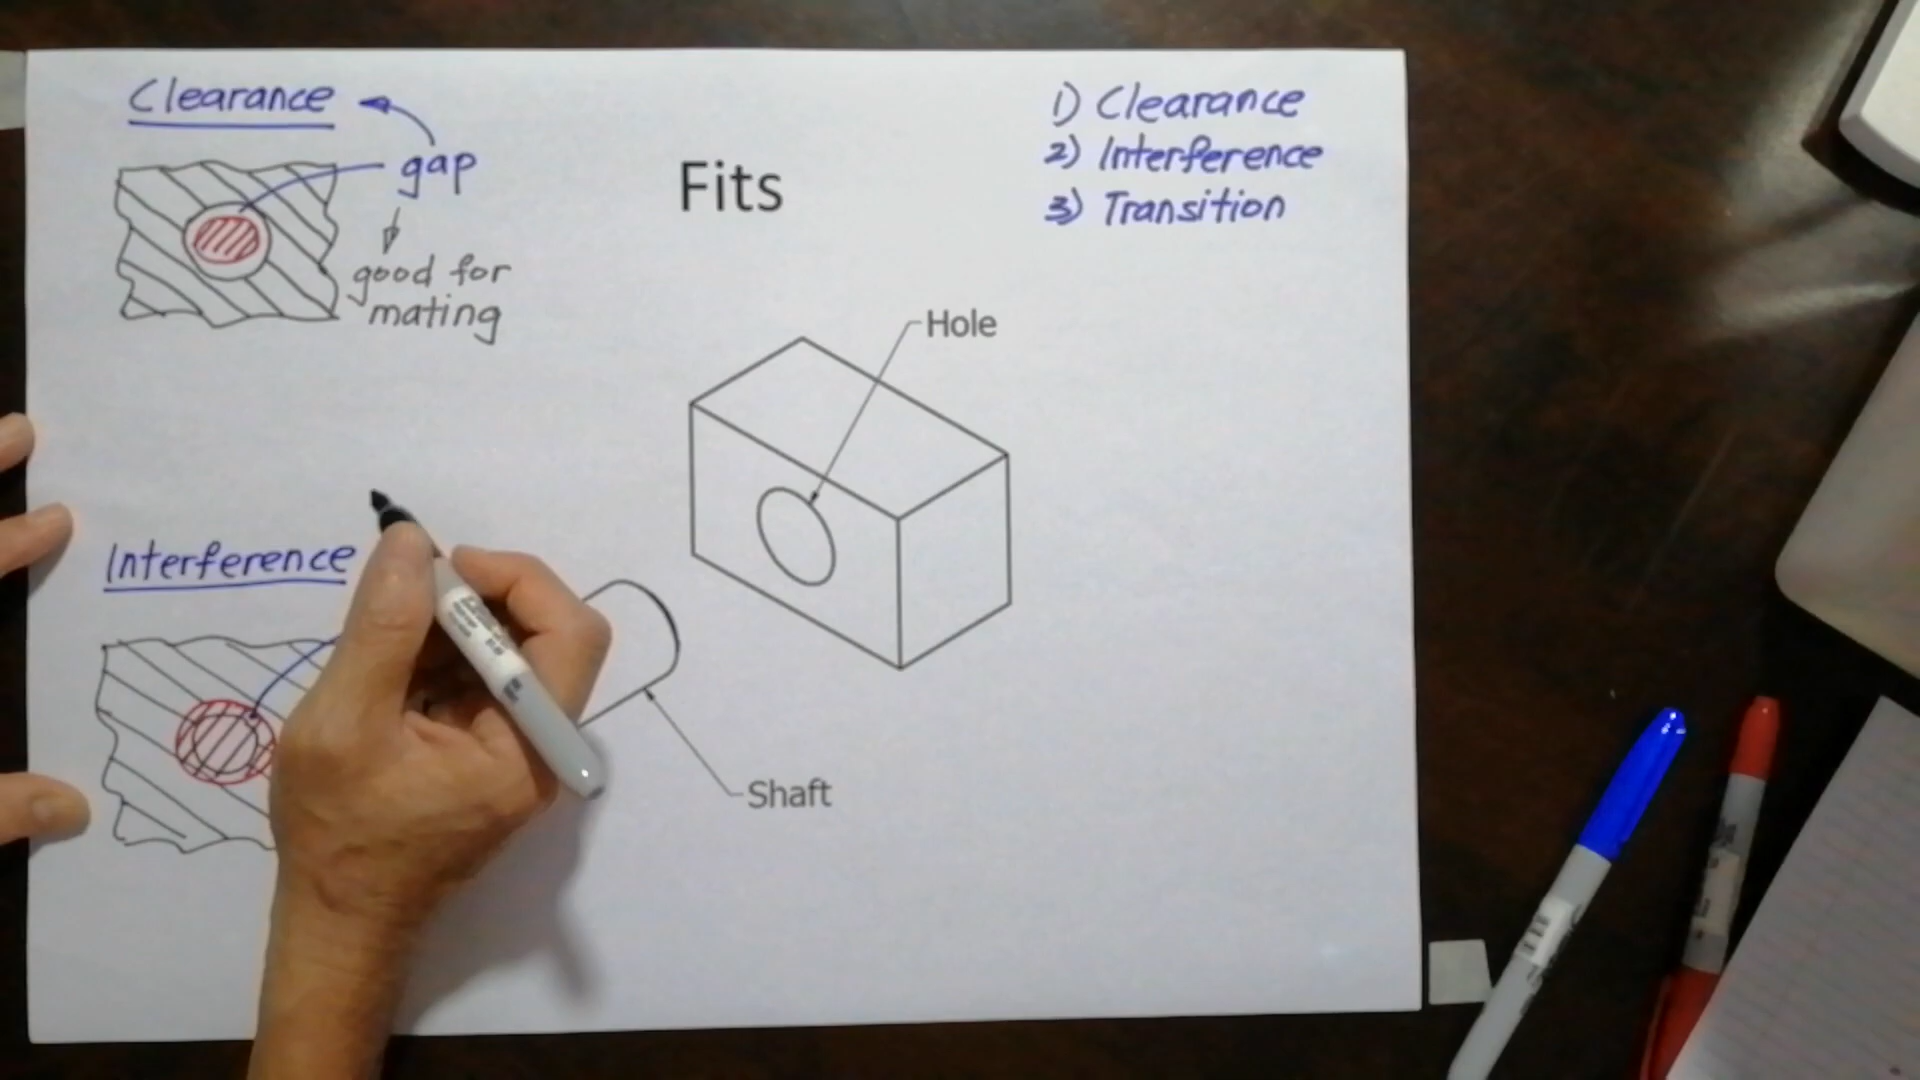 Clearance
gap
good for
mating
Fits
1) Clearance
2) Interference
3) Transition
Hole
Interference
Shaft